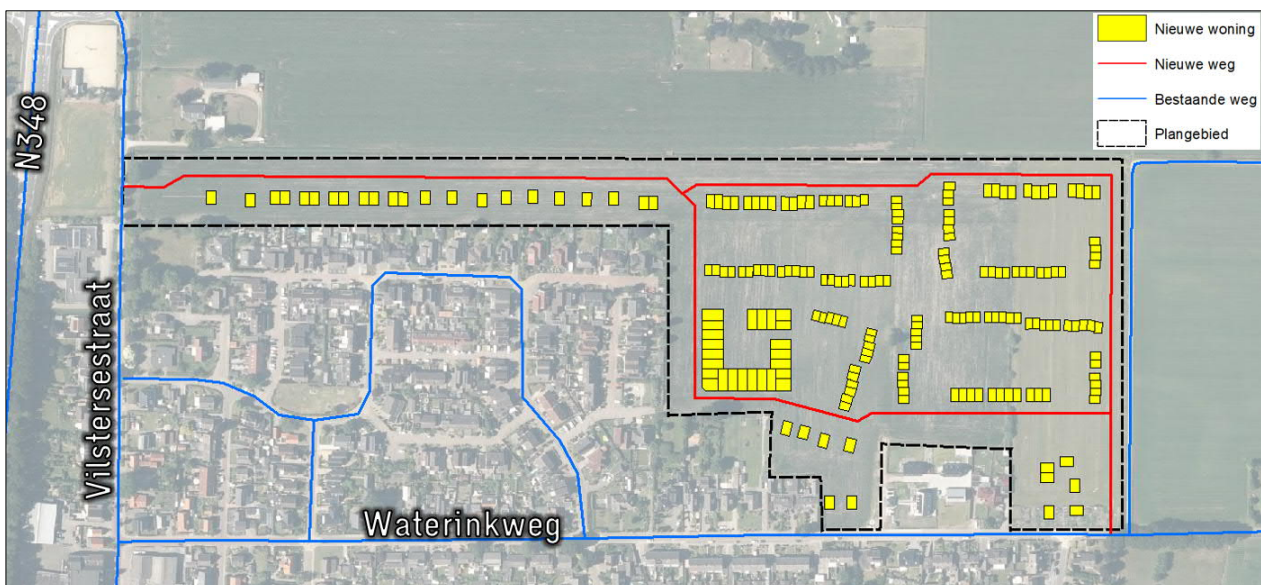 Nieuwe woning
Nieuwe weg
Bestaande weg
Plangebied
N348
Vilstersestraat
Waterinkweg